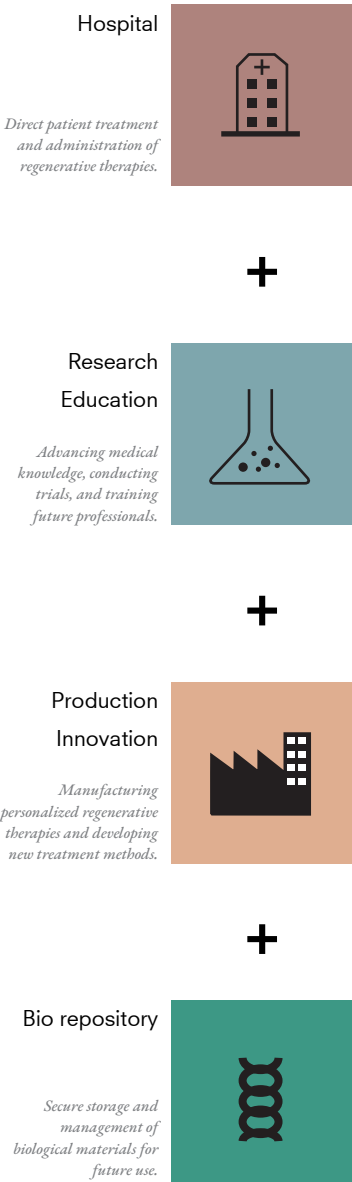 Hospital
Direct patient treatment
and administration of
regenerative therapies.
+
Research
Education
Advancing medical
knowledge, conducting
trials, and training
future professionals.
+
Production
Innovation
Manufacturing
personalized regenerative
therapies and developing
new treatment methods.
+
Bio repository
Secure storage and
management of
biological materials for
future use.